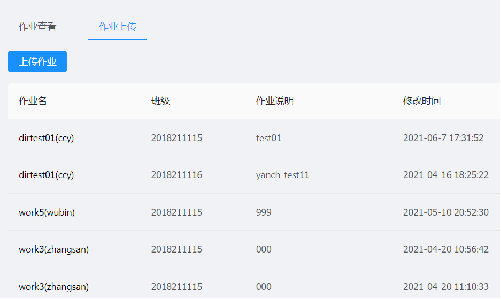 作业查看 作业上传
上传作业
作业名 班级 作业说明 修改时间
dirtest01(ccy) 2018211115 test01 2021-06-7 17:31:52
dirtest01(ccy) 2018211116 yanch test11 2021-04-16 18:25:22
work5(wubin) 2018211115 999 2021-05-10 20:52:30
work3(zhangsan) 2018211115 000 2021-04-20 10:56:42
work3(zhangsan) 2018211115 000 2021-04-20 11:10:33